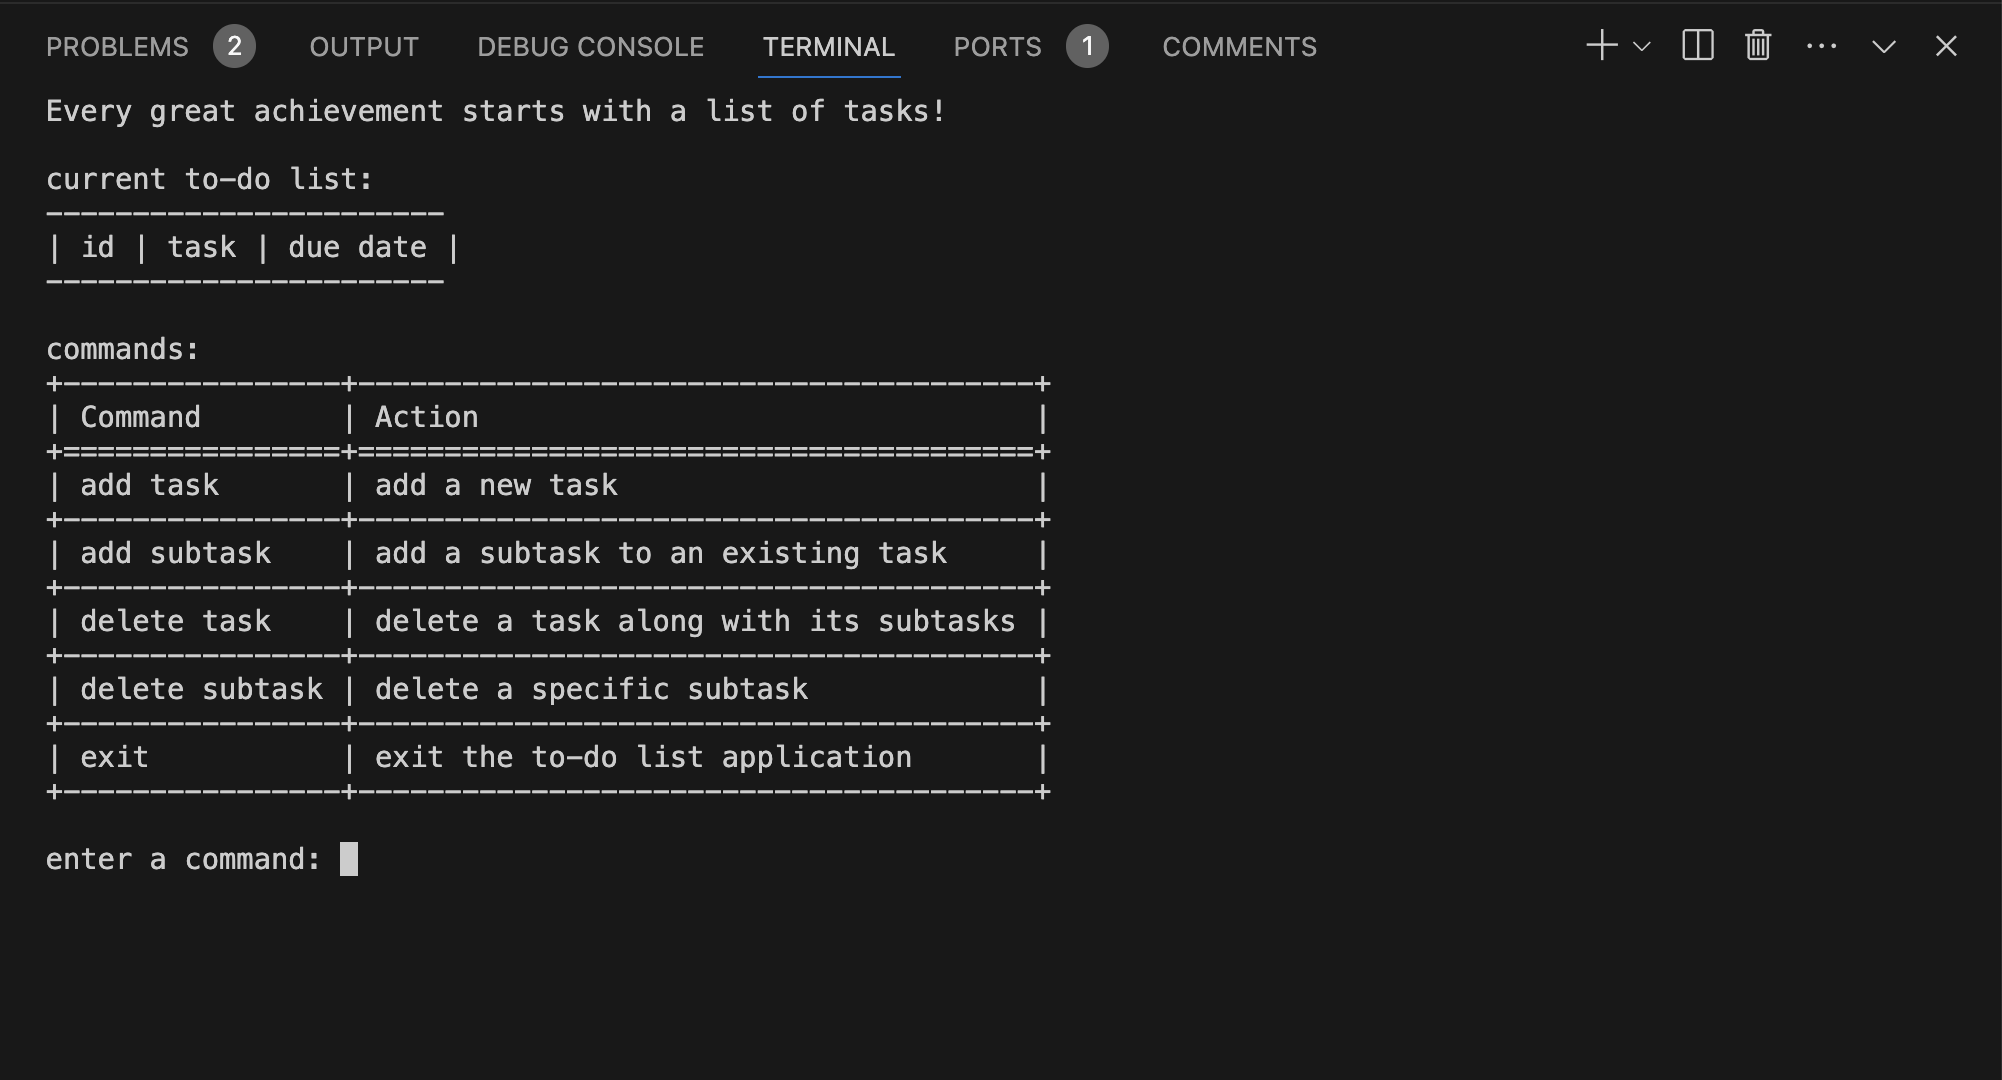 PROBLEMS 2 OUTPUT DEBUG CONSOLE TERMINAL PORTS 1 COMMENTS
Every great achievement starts with a list of tasks!
current to-do list:
-----------------------
| id | task | due date |
-----------------------
commands:
+----------------+---------------------------------------+
| Command        | Action                                |
+================+=======================================+
| add task       | add a new task                        |
+----------------+---------------------------------------+
| add subtask    | add a subtask to an existing task     |
+----------------+---------------------------------------+
| delete task    | delete a task along with its subtasks |
+----------------+---------------------------------------+
| delete subtask | delete a specific subtask             |
+----------------+---------------------------------------+
| exit           | exit the to-do list application       |
+----------------+---------------------------------------+
enter a command: